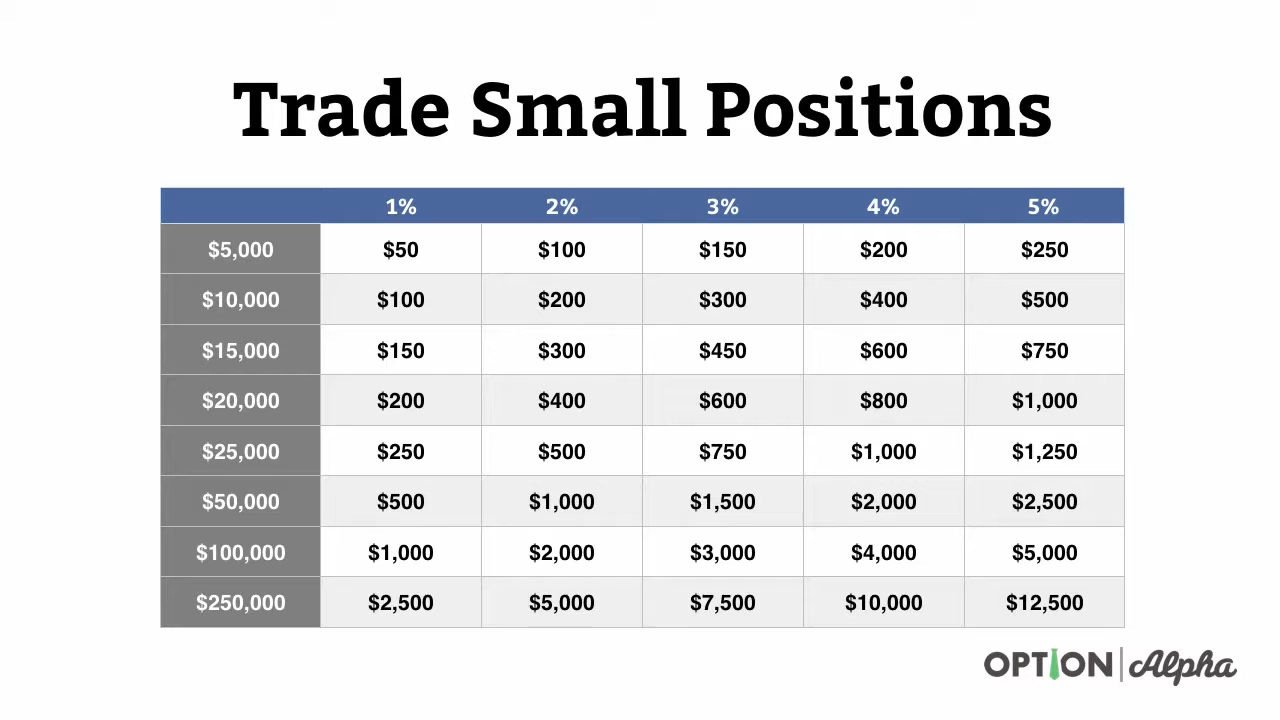 Trade Small Positions
1% 2% 3% 4% 5%
$5,000 $50 $100 $150 $200 $250
$10,000 $100 $200 $300 $400 $500
$15,000 $150 $300 $450 $600 $750
$20,000 $200 $400 $600 $800 $1,000
$25,000 $250 $500 $750 $1,000 $1,250
$50,000 $500 $1,000 $1,500 $2,000 $2,500
$100,000 $1,000 $2,000 $3,000 $4,000 $5,000
$250,000 $2,500 $5,000 $7,500 $10,000 $12,500
OPTION Alpha